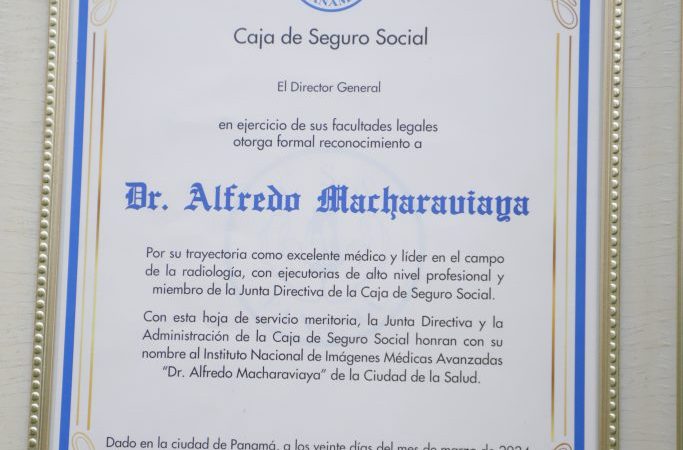 PANAMÁ
Caja de Seguro Social
El Director General
en ejercicio de sus facultades legales
otorga formal reconocimiento a
Dr. Alfredo Macharaviaya
Por su trayectoria como excelente médico y líder en el campo
de la radiología, con ejecutorias de alto nivel profesional y
miembro de la Junta Directiva de la Caja de Seguro Social.
Con esta hoja de servicio meritoria, la Junta Directiva y la
Administración de la Caja de Seguro Social honran con su
nombre al Instituto Nacional de Imágenes Médicas Avanzadas
“Dr. Alfredo Macharaviaya” de la Ciudad de la Salud.
Dado en la ciudad de Panamá, a los veinte días del mes de marzo de 2024